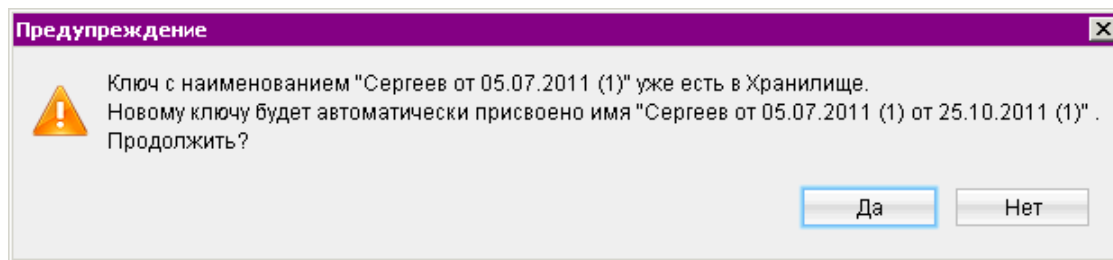 Предупреждение
Ключ с наименованием "Сергеев от 05.07.2011 (1)" уже есть в Хранилище.
Новому ключу будет автоматически присвоено имя "Сергеев от 05.07.2011 (1) от 25.10.2011 (1)" .
Продолжить?
Да Нет